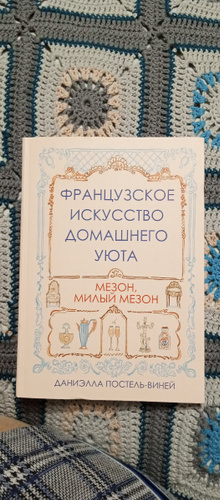 ФРАНЦУЗСКОЕ
ИСКУССТВО
ДОМАШНЕГО
УЮТА
МЕЗОН,
МИЛЫЙ МЕЗОН
ДАНИЭЛЛА ПОСТЕЛЬ-ВИНЕЙ